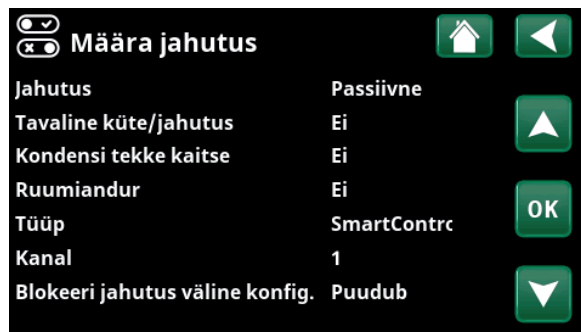 Määra jahutus
Jahutus Passiivne
Tavaline küte/jahutus Ei
Kondensi tekke kaitse Ei
Ruumiandur Ei
Tüüp SmartContrc
Kanal 1
Blokeeri jahutus väline konfig. Puudub
OK